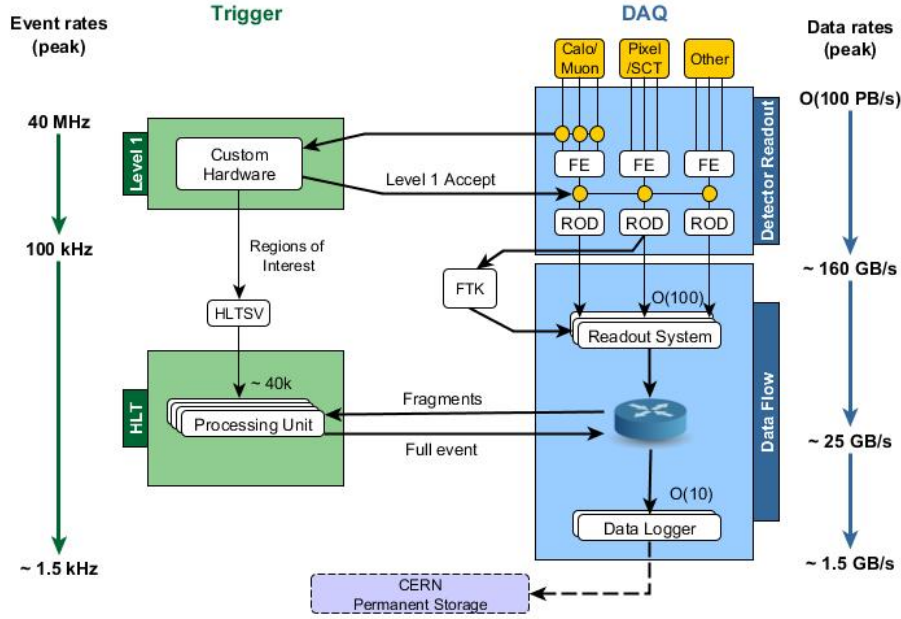 Event rates
(peak)
Trigger
DAQ
Data rates
(peak)
Calo/
Muon
Pixel
/SCT
Other
40 MHz
O(100 PB/s)
Level 1
Custom
Hardware
FE
FE
FE
Detector Readout
Level 1 Accept
ROD
ROD
ROD
100 kHz
Regions of
Interest
~ 160 GB/s
FTK
O(100)
HLTSV
Readout System
~ 40k
HLT
Processing Unit
Fragments
Full event
Data Flow
~ 25 GB/s
O(10)
Data Logger
~ 1.5 kHz
~ 1.5 GB/s
CERN
Permanent Storage